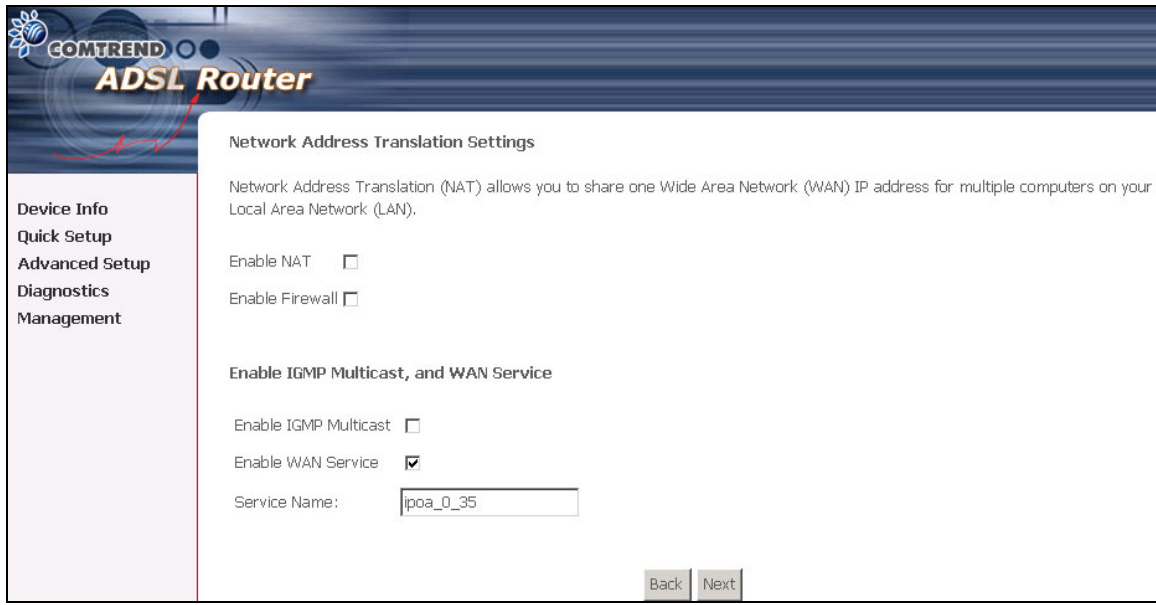 COMTREND
ADSL Router
Device Info
Quick Setup
Advanced Setup
Diagnostics
Management
Network Address Translation Settings
Network Address Translation (NAT) allows you to share one Wide Area Network (WAN) IP address for multiple computers on your
Local Area Network (LAN).
Enable NAT
Enable Firewall
Enable IGMP Multicast, and WAN Service
Enable IGMP Multicast
Enable WAN Service
Service Name: ipoa_0_35
Back Next